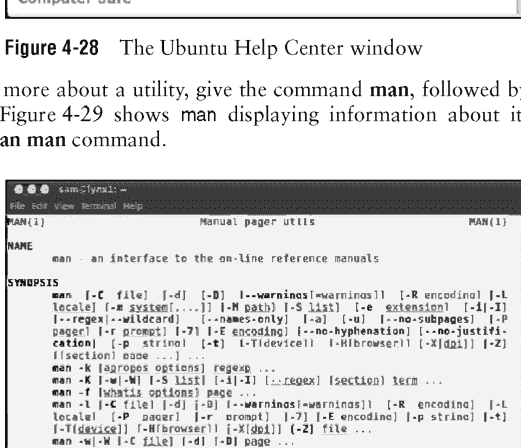 Computer safe
Figure 4-28 The Ubuntu Help Center window
more about a utility, give the command man, followed by
Figure 4-29 shows man displaying information about it
an man command.
sam@lynx1: ~
File Edit View Terminal Help
MAN(1) Manual pager utils MAN(1)
NAME
man - an interface to the on-line reference manuals
SYNOPSIS
man [-C file] [-d] [-D] [--warnings[=warnings]] [-R encoding] [-L
locale] [-m system[,...]] [-M path] [-S list] [-e extension] [-i|-I]
[--regex|--wildcard] [--names-only] [-a] [-u] [--no-subpages] [-P
pager] [-r prompt] [-7] [-E encoding] [--no-hyphenation] [--no-justifi-
cation] [-p string] [-t] [-T[device]] [-H[browser]] [-X[dpi]] [-Z]
[[section] page ...] ...
man -k [apropos options] regexp ...
man -K [-w|-W] [-S list] [-i|-I] [--regex] [section] term ...
man -f [whatis options] page ...
man -l [-C file] [-d] [-D] [--warnings[=warnings]] [-R encoding] [-L
locale] [-P pager] [-r prompt] [-7] [-E encoding] [-p string] [-t]
[-T[device]] [-H[browser]] [-X[dpi]] [-Z] file ...
man -w|-W [-C file] [-d] [-D] page ...